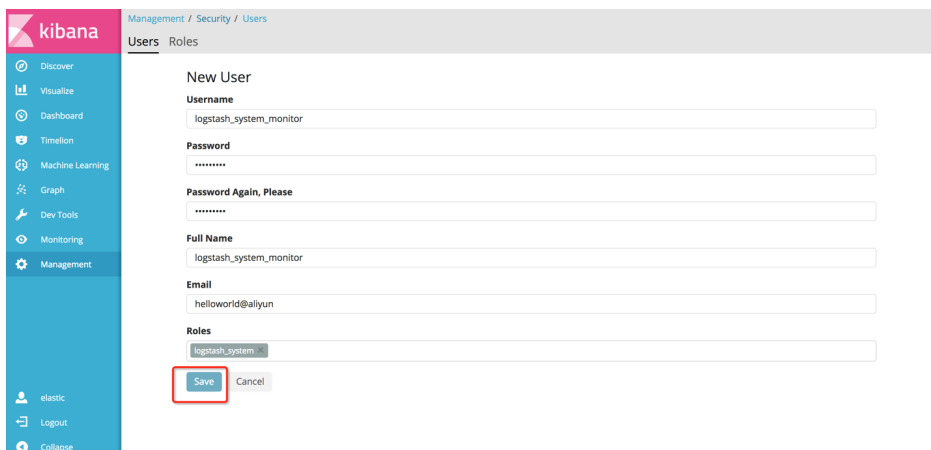 kibana
Discover
Visualize
Dashboard
Timelion
Machine Learning
Graph
Dev Tools
Monitoring
Management
elastic
Logout
Collapse
Management / Security / Users
Users Roles
New User
Username
logstash_system_monitor
Password
•••••••••
Password Again, Please
•••••••••
Full Name
logstash_system_monitor
Email
helloworld@aliyun
Roles
logstash_system ×
Save Cancel